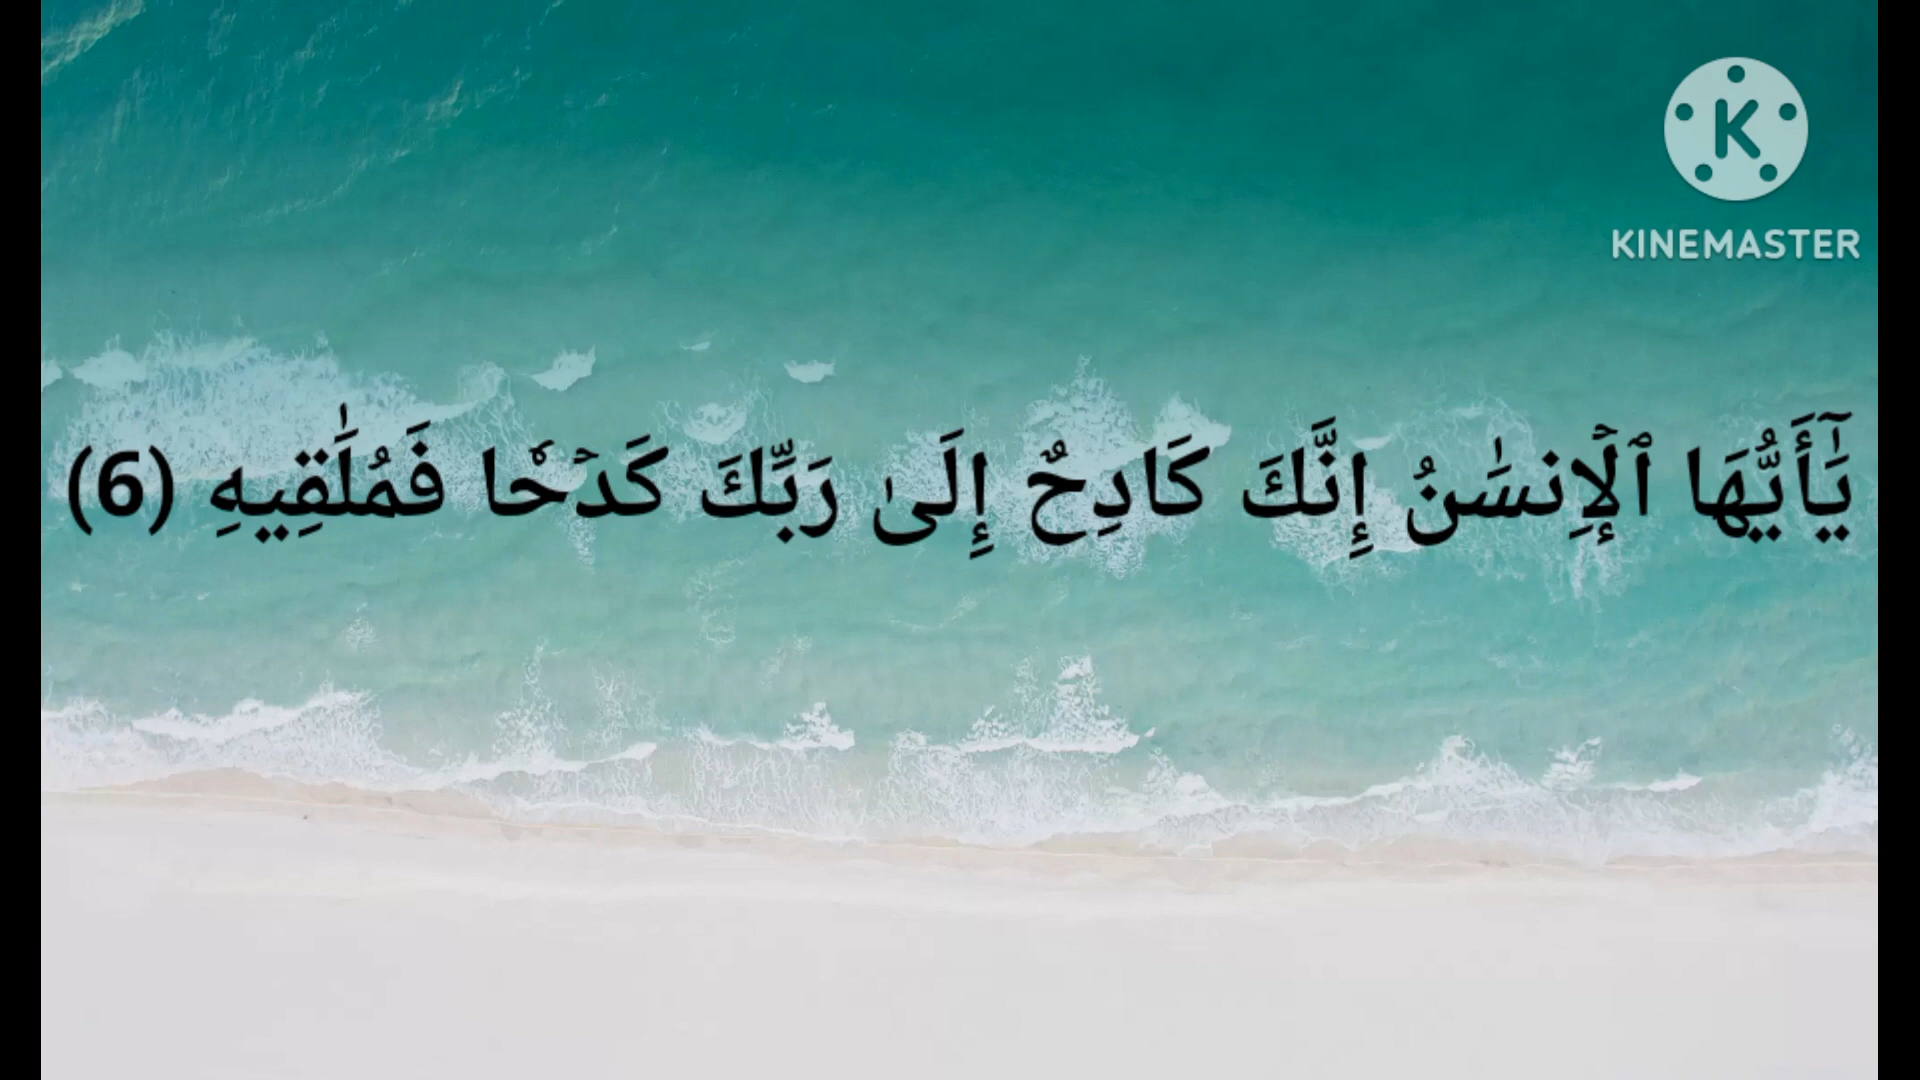 KINEMASTER
يَٰٓأَيُّهَا ٱلْإِنسَٰنُ إِنَّكَ كَادِحٌ إِلَىٰ رَبِّكَ كَدْحًا فَمُلَٰقِيهِ (6)